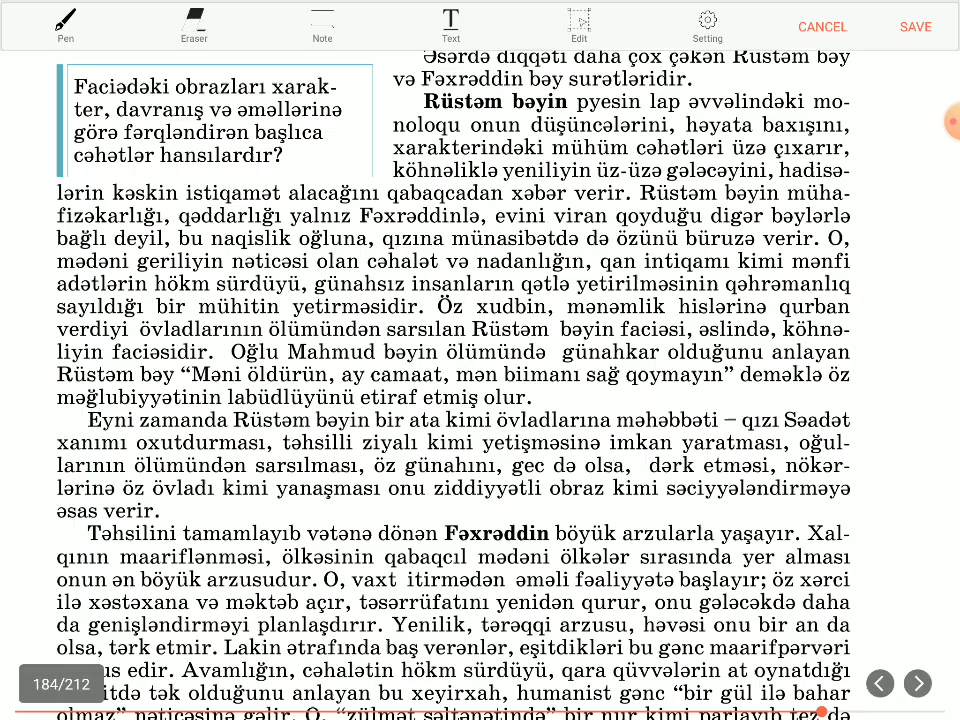 Pen
Eraser
Note
Text
Edit
Setting
CANCEL
SAVE
Əsərdə diqqəti daha çox çəkən Rüstəm bəy
və Fəxrəddin bəy surətləridir.
Faciədəki obrazları xarak-
ter, davranış və əməllərinə
görə fərqləndirən başlıca
cəhətlər hansılardır?
Rüstəm bəyin pyesin lap əvvəlindəki mo-
noloqu onun düşüncələrini, həyata baxışını,
xarakterindəki mühüm cəhətləri üzə çıxarır,
köhnəliklə yeniliyin üz-üzə gələcəyini, hadisə-
lərin kəskin istiqamət alacağını qabaqcadan xəbər verir. Rüstəm bəyin müha-
fizəkarlığı, qəddarlığı yalnız Fəxrəddinlə, evini viran qoyduğu digər bəylərlə
bağlı deyil, bu naqislik oğluna, qızına münasibətdə də özünü büruzə verir. O,
mədəni geriliyin nəticəsi olan cəhalət və nadanlığın, qan intiqamı kimi mənfi
adətlərin hökm sürdüyü, günahsız insanların qətlə yetirilməsinin qəhrəmanlıq
sayıldığı bir mühitin yetirməsidir. Öz xudbin, mənəmlik hislərinə qurban
verdiyi övladlarının ölümündən sarsılan Rüstəm bəyin faciəsi, əslində, köhnə-
liyin faciəsidir. Oğlu Mahmud bəyin ölümündə günahkar olduğunu anlayan
Rüstəm bəy “Məni öldürün, ay camaat, mən biimanı sağ qoymayın” deməklə öz
məğlubiyyətinin labüdlüyünü etiraf etmiş olur.
Eyni zamanda Rüstəm bəyin bir ata kimi övladlarına məhəbbəti – qızı Səadət
xanımı oxutdurması, təhsilli ziyalı kimi yetişməsinə imkan yaratması, oğul-
larının ölümündən sarsılması, öz günahını, gec də olsa, dərk etməsi, nökər-
lərinə öz övladı kimi yanaşması onu ziddiyyətli obraz kimi səciyyələndirməyə
əsas verir.
Təhsilini tamamlayıb vətənə dönən Fəxrəddin böyük arzularla yaşayır. Xal-
qının maariflənməsi, ölkəsinin qabaqcıl mədəni ölkələr sırasında yer alması
onun ən böyük arzusudur. O, vaxt itirmədən əməli fəaliyyətə başlayır; öz xərci
ilə xəstəxana və məktəb açır, təsərrüfatını yenidən qurur, onu gələcəkdə daha
da genişləndirməyi planlaşdırır. Yenilik, tərəqqi arzusu, həvəsi onu bir an da
olsa, tərk etmir. Lakin ətrafında baş verənlər, eşitdikləri bu gənc maarifpərvəri
us edir. Avamlığın, cəhalətin hökm sürdüyü, qara qüvvələrin at oynatdığı
itdə tək olduğunu anlayan bu xeyirxah, humanist gənc “bir gül ilə bahar
olmaz” nəticəsinə gəlir. O, “zülmət səltənətində” bir nur kimi parlayıb tez də
184/212